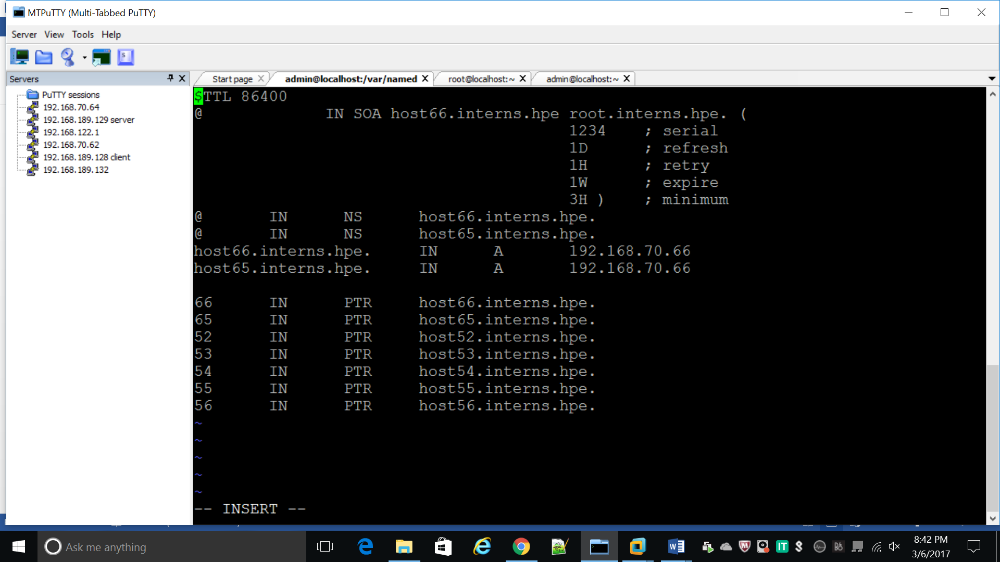 MTPuTTY (Multi-Tabbed PuTTY)
Server View Tools Help
Servers
PuTTY sessions
192.168.70.64
192.168.189.129 server
192.168.122.1
192.168.70.62
192.168.189.128 client
192.168.189.132
Start page admin@localhost:/var/named root@localhost:~ admin@localhost:~
$TTL 86400
@ IN SOA host66.interns.hpe root.interns.hpe. (
1234 ; serial
1D ; refresh
1H ; retry
1W ; expire
3H ) ; minimum
@ IN NS host66.interns.hpe.
@ IN NS host65.interns.hpe.
host66.interns.hpe. IN A 192.168.70.66
host65.interns.hpe. IN A 192.168.70.66
66 IN PTR host66.interns.hpe.
65 IN PTR host65.interns.hpe.
52 IN PTR host52.interns.hpe.
53 IN PTR host53.interns.hpe.
54 IN PTR host54.interns.hpe.
55 IN PTR host55.interns.hpe.
56 IN PTR host56.interns.hpe.
~
~
~
~
~
-- INSERT --
Ask me anything
8:42 PM
3/6/2017